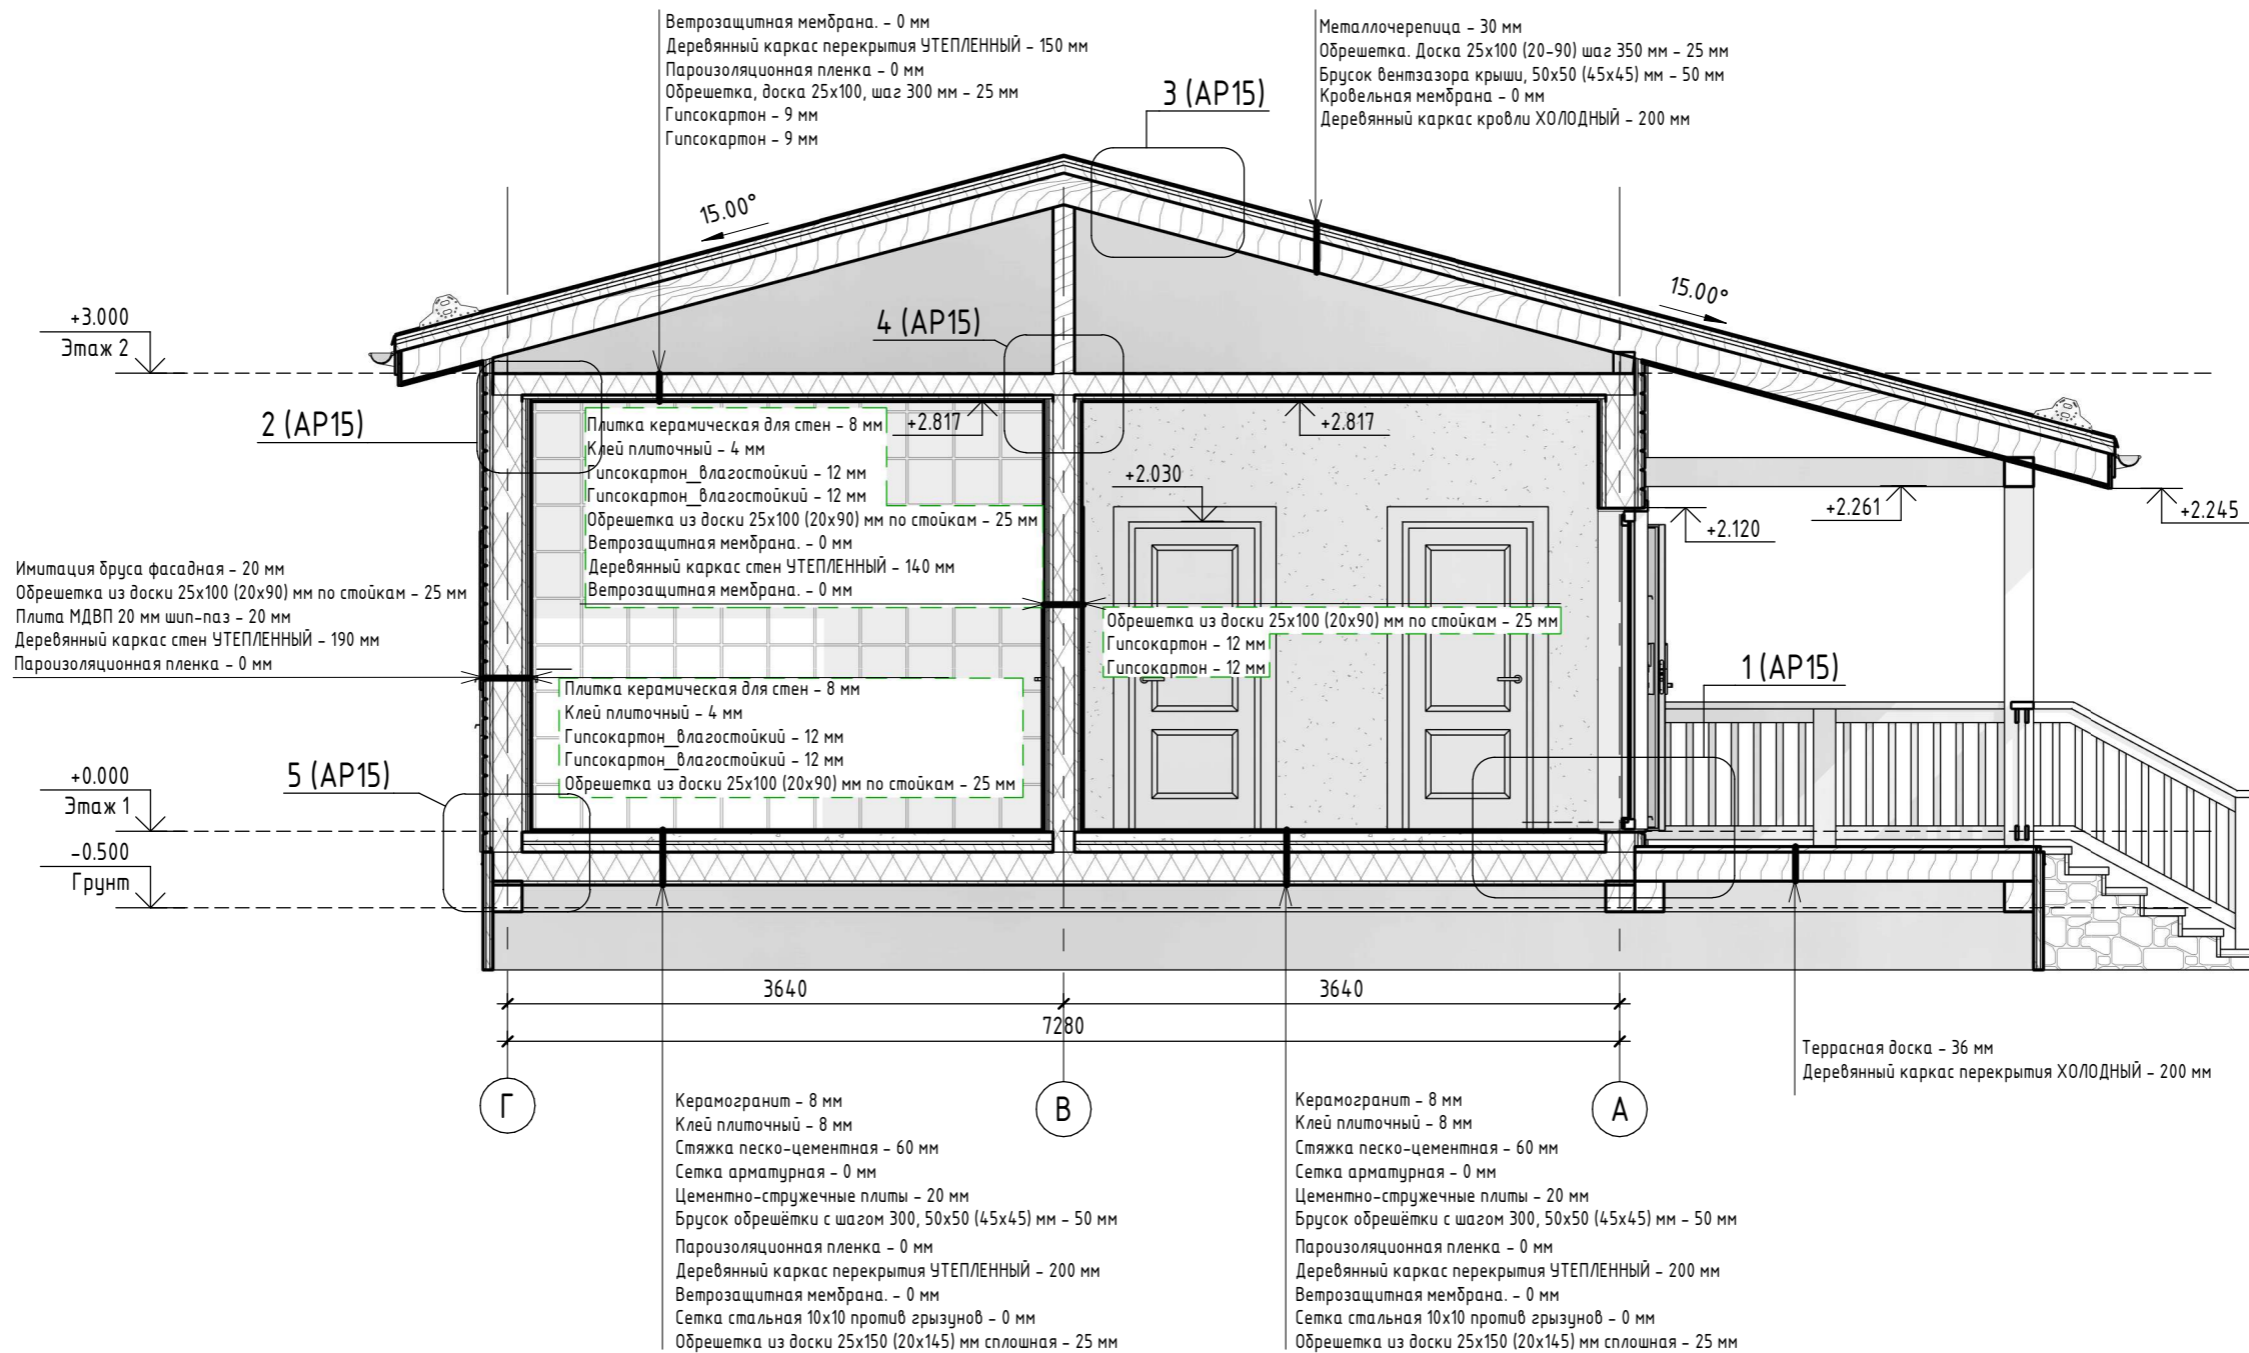 Ветрозащитная мембрана. - 0 мм
Деревянный каркас перекрытия УТЕПЛЕННЫЙ - 150 мм
Пароизоляционная пленка - 0 мм
Обрешетка, доска 25х100, шаг 300 мм - 25 мм
Гипсокартон - 9 мм
Гипсокартон - 9 мм
Металлочерепица - 30 мм
Обрешетка. Доска 25х100 (20-90) шаг 350 мм - 25 мм
Брусок вентзазора крыши, 50х50 (45х45) мм - 50 мм
Кровельная мембрана - 0 мм
Деревянный каркас кровли ХОЛОДНЫЙ - 200 мм
3 (АР15)
15.00°
15.00°
+3.000
Этаж 2
4 (АР15)
2 (АР15)
+2.817
+2.817
Плитка керамическая для стен - 8 мм
Клей плиточный - 4 мм
Гипсокартон_влагостойкий - 12 мм
Гипсокартон_влагостойкий - 12 мм
Обрешетка из доски 25х100 (20х90) мм по стойкам - 25 мм
Ветрозащитная мембрана. - 0 мм
Деревянный каркас стен УТЕПЛЕННЫЙ - 140 мм
Ветрозащитная мембрана. - 0 мм
+2.030
+2.120
+2.261
+2.245
Имитация бруса фасадная - 20 мм
Обрешетка из доски 25х100 (20х90) мм по стойкам - 25 мм
Плита МДВП 20 мм шип-паз - 20 мм
Деревянный каркас стен УТЕПЛЕННЫЙ - 190 мм
Пароизоляционная пленка - 0 мм
Обрешетка из доски 25х100 (20х90) мм по стойкам - 25 мм
Гипсокартон - 12 мм
Гипсокартон - 12 мм
1 (АР15)
Плитка керамическая для стен - 8 мм
Клей плиточный - 4 мм
Гипсокартон_влагостойкий - 12 мм
Гипсокартон_влагостойкий - 12 мм
Обрешетка из доски 25х100 (20х90) мм по стойкам - 25 мм
5 (АР15)
+0.000
Этаж 1
-0.500
Грунт
3640
3640
7280
Г
В
А
Террасная доска - 36 мм
Деревянный каркас перекрытия ХОЛОДНЫЙ - 200 мм
Керамогранит - 8 мм
Клей плиточный - 8 мм
Стяжка песко-цементная - 60 мм
Сетка арматурная - 0 мм
Цементно-стружечные плиты - 20 мм
Брусок обрешётки с шагом 300, 50х50 (45х45) мм - 50 мм
Пароизоляционная пленка - 0 мм
Деревянный каркас перекрытия УТЕПЛЕННЫЙ - 200 мм
Ветрозащитная мембрана. - 0 мм
Сетка стальная 10х10 против грызунов - 0 мм
Обрешетка из доски 25х150 (20х145) мм сплошная - 25 мм
Керамогранит - 8 мм
Клей плиточный - 8 мм
Стяжка песко-цементная - 60 мм
Сетка арматурная - 0 мм
Цементно-стружечные плиты - 20 мм
Брусок обрешётки с шагом 300, 50х50 (45х45) мм - 50 мм
Пароизоляционная пленка - 0 мм
Деревянный каркас перекрытия УТЕПЛЕННЫЙ - 200 мм
Ветрозащитная мембрана. - 0 мм
Сетка стальная 10х10 против грызунов - 0 мм
Обрешетка из доски 25х150 (20х145) мм сплошная - 25 мм